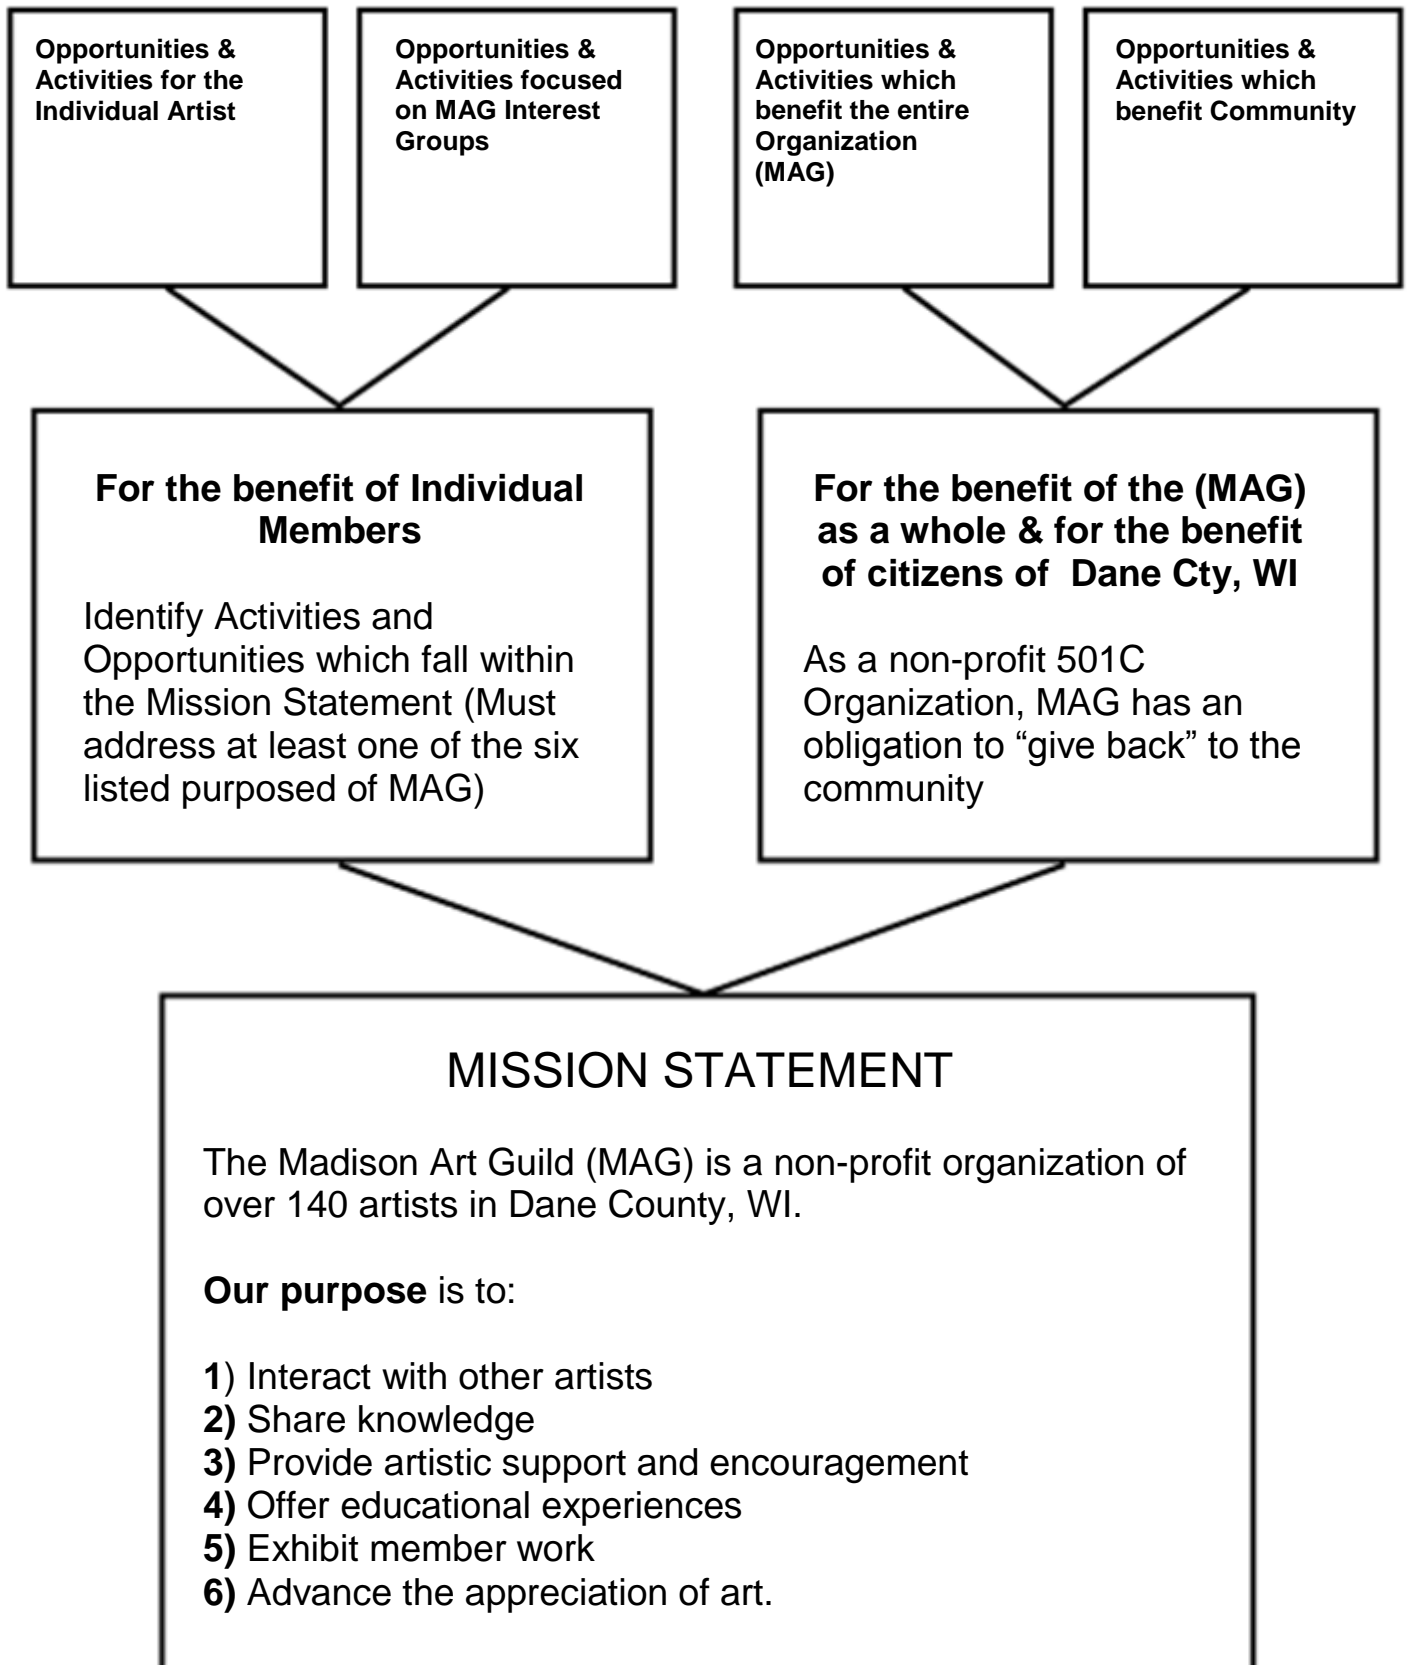 Opportunities &
Activities for the
Individual Artist
Opportunities &
Activities focused
on MAG Interest
Groups
Opportunities &
Activities which
benefit the entire
Organization
(MAG)
Opportunities &
Activities which
benefit Community
For the benefit of Individual
Members
Identify Activities and
Opportunities which fall within
the Mission Statement (Must
address at least one of the six
listed purposed of MAG)
For the benefit of the (MAG)
as a whole & for the benefit
of citizens of  Dane Cty, WI
As a non-profit 501C
Organization, MAG has an
obligation to “give back” to the
community
MISSION STATEMENT
The Madison Art Guild (MAG) is a non-profit organization of
over 140 artists in Dane County, WI.
Our purpose is to:
1) Interact with other artists
2) Share knowledge
3) Provide artistic support and encouragement
4) Offer educational experiences
5) Exhibit member work
6) Advance the appreciation of art.